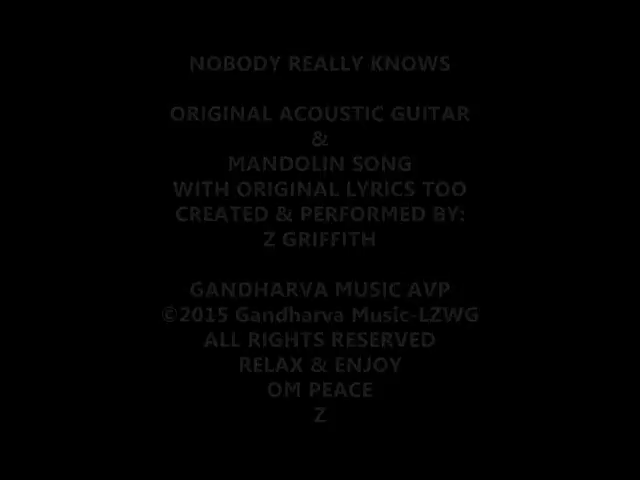 NOBODY REALLY KNOWS
ORIGINAL ACOUSTIC GUITAR
&
MANDOLIN SONG
WITH ORIGINAL LYRICS TOO
CREATED & PERFORMED BY:
Z GRIFFITH
GANDHARVA MUSIC AVP
©2015 Gandharva Music-LZWG
ALL RIGHTS RESERVED
RELAX & ENJOY
OM PEACE
Z